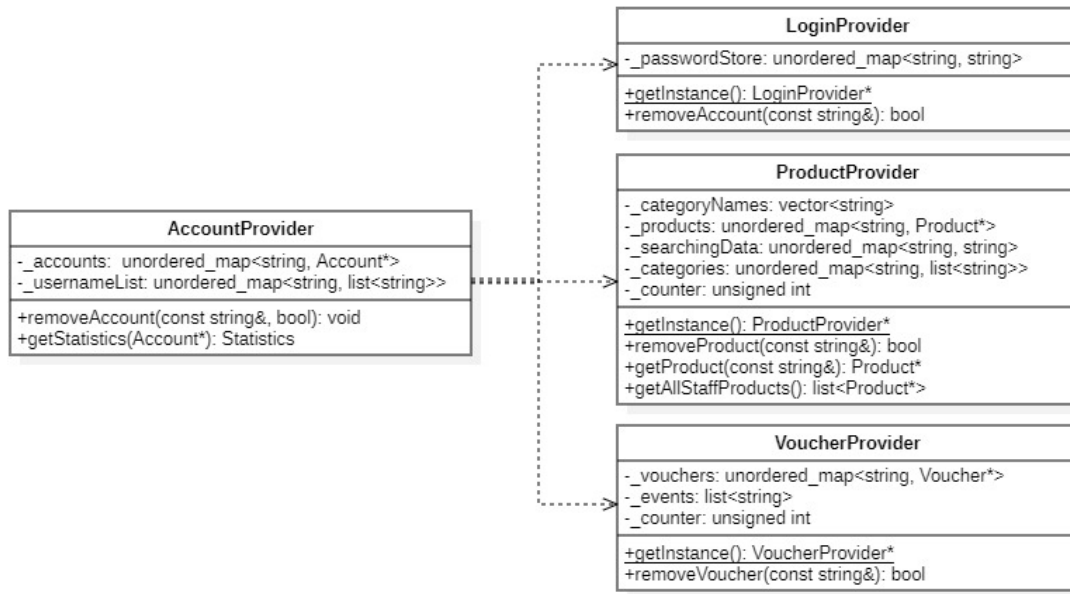 LoginProvider
-_passwordStore: unordered_map<string, string>
+getInstance(): LoginProvider*
+removeAccount(const string&): bool
ProductProvider
-_categoryNames: vector<string>
-_products: unordered_map<string, Product*>
-_searchingData: unordered_map<string, string>
-_categories: unordered_map<string, list<string>>
-_counter: unsigned int
+getInstance(): ProductProvider*
+removeProduct(const string&): bool
+getProduct(const string&): Product*
+getAllStaffProducts(): list<Product*>
AccountProvider
-_accounts: unordered_map<string, Account*>
-_usernameList: unordered_map<string, list<string>>
+removeAccount(const string&, bool): void
+getStatistics(Account*): Statistics
VoucherProvider
-_vouchers: unordered_map<string, Voucher*>
-_events: list<string>
-_counter: unsigned int
+getInstance(): VoucherProvider*
+removeVoucher(const string&): bool